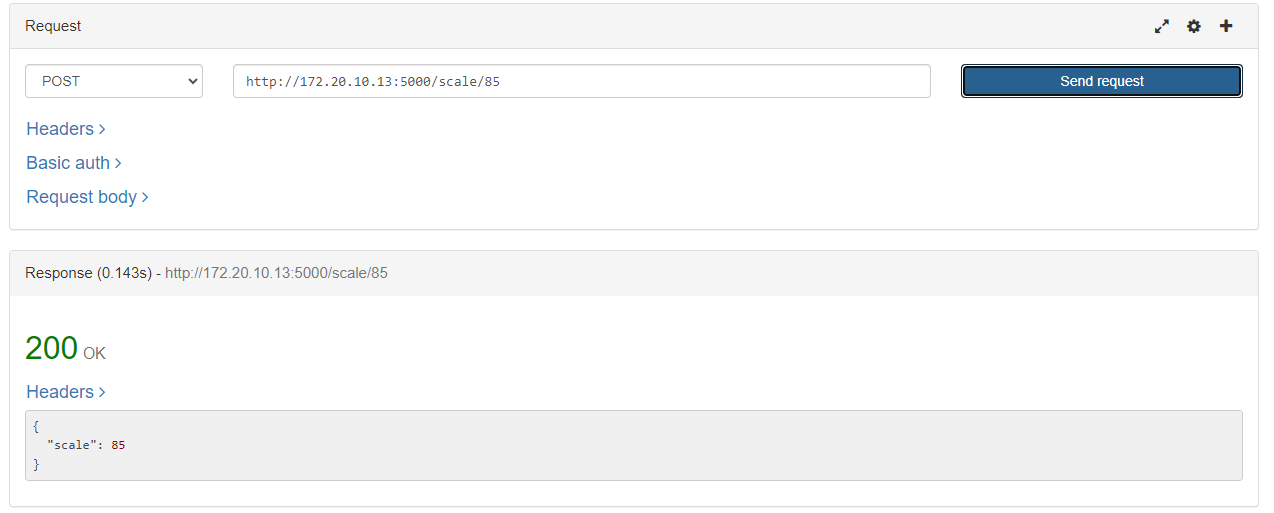 Request
POST http://172.20.10.13:5000/scale/85 Send request
Headers
Basic auth
Request body
Response (0.143s) - http://172.20.10.13:5000/scale/85
200 OK
Headers
{
"scale": 85
}